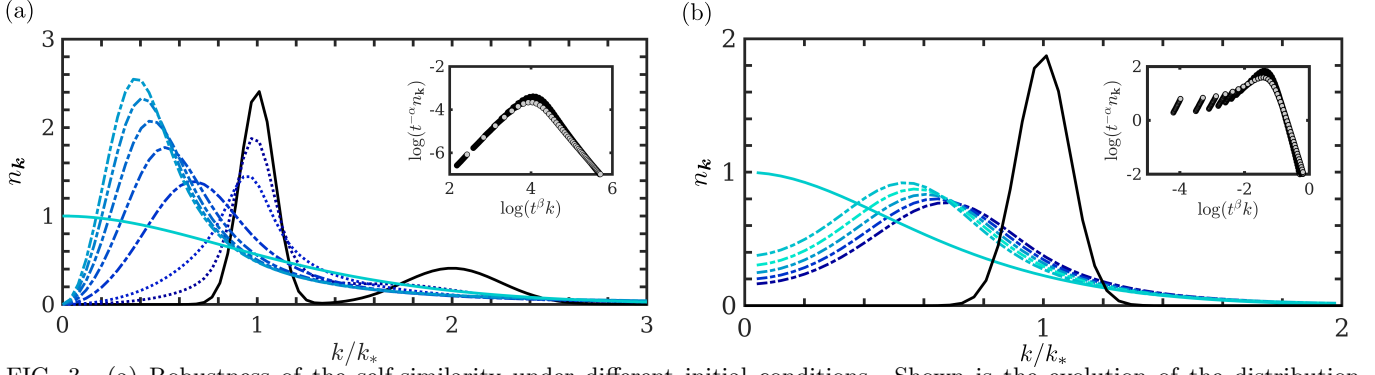 (a)
3
2
1
0
0
1
2
3
n_k
k/k_*
-2
-4
-6
2
4
6
log(t^{-α}n_k)
log(t^β k)
(b)
2
1
0
0
1
2
n_k
k/k_*
2
0
-2
-4
-2
0
log(t^{-α}n_k)
log(t^β k)
FIG. 3. (a) Robustness of the self-similarity under different initial conditions. Shown is the evolution of the distribution